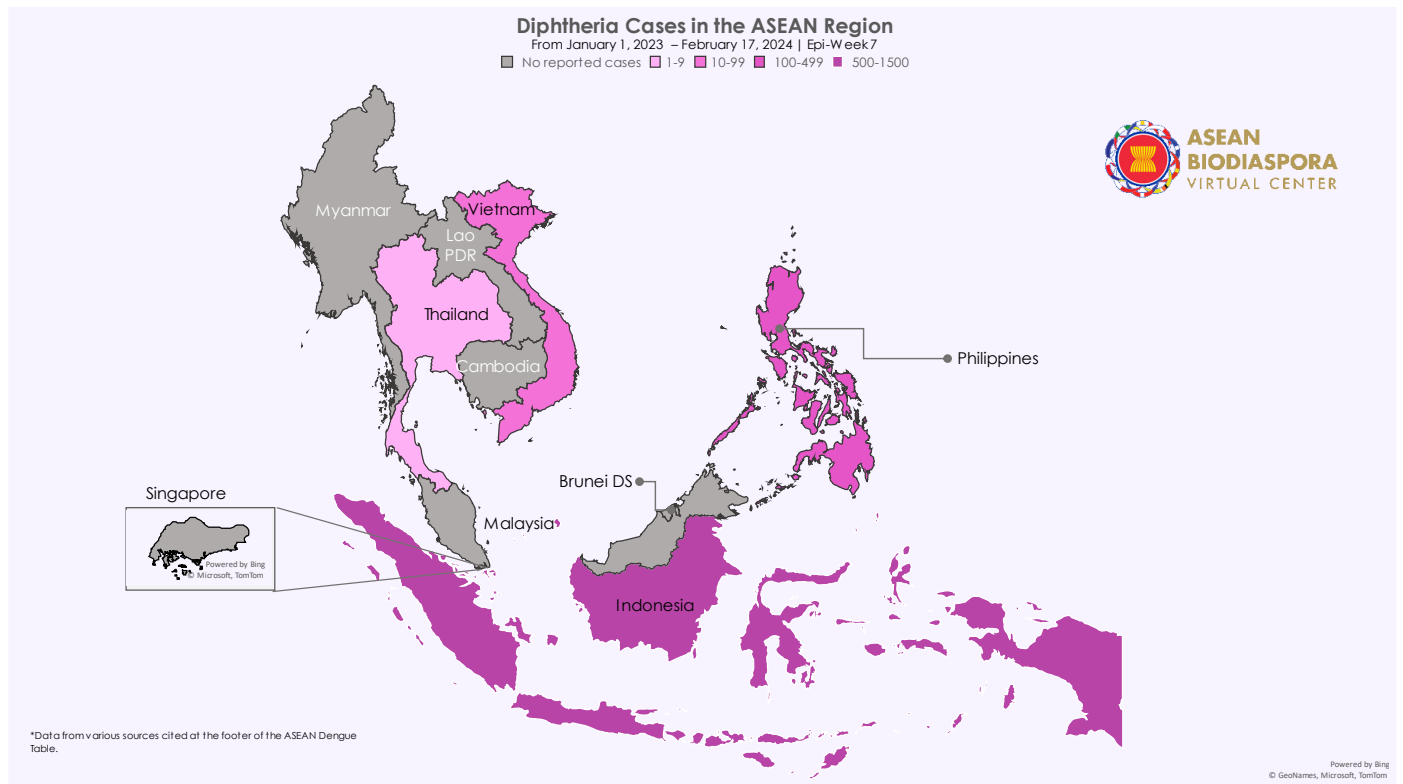 Diphtheria Cases in the ASEAN Region
From January 1, 2023 – February 17, 2024 | Epi-Week 7
No reported cases 1-9 10-99 100-499 500-1500
ASEAN
BIODIASPORA
VIRTUAL CENTER
Myanmar
Vietnam
Lao
PDR
Thailand
Cambodia
Philippines
Brunei DS
Singapore
Malaysia
Powered by Bing
© Microsoft, TomTom
Indonesia
*Data from various sources cited at the footer of the ASEAN Dengue
Table.
Powered by Bing
© GeoNames, Microsoft, TomTom